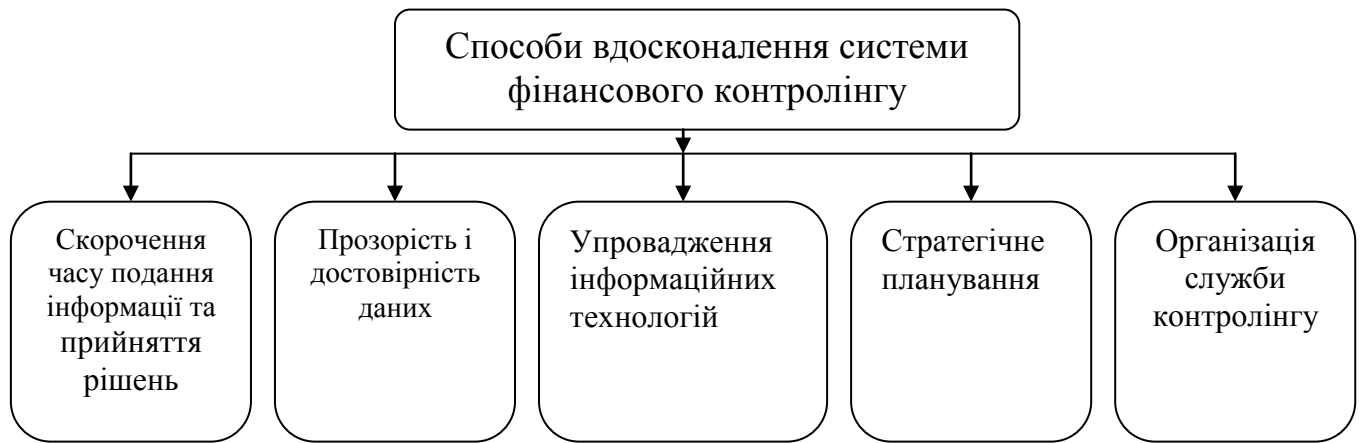 Способи вдосконалення системи
фінансового контролінгу
Скорочення
часу подання
інформації та
прийняття
рішень
Прозорість і
достовірність
даних
Упровадження
інформаційних
технологій
Стратегічне
планування
Організація
служби
контролінгу